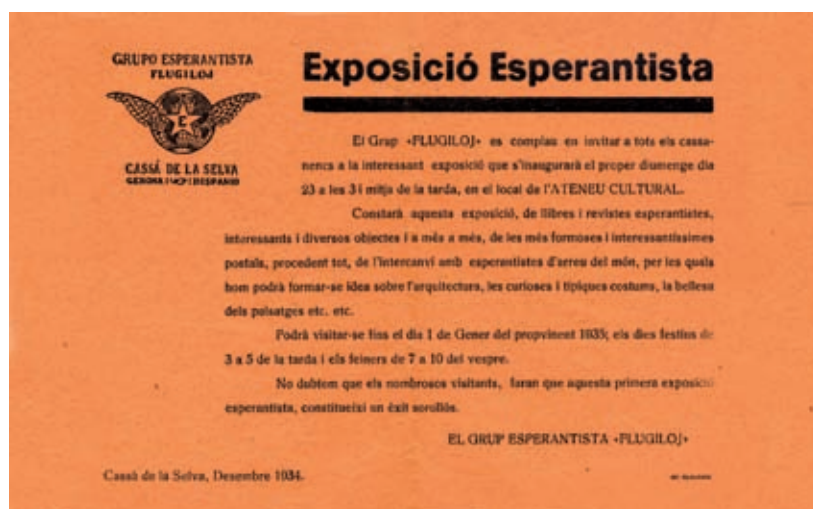 GRUPO ESPERANTISTA
FLUGILOJ
E
CASSÁ DE LA SELVA
GERONA HISPANIO
Exposició Esperantista
El Grup «FLUGILOJ» es complau en invitar a tots els cassa-
nencs a la interessant exposició que s'inaugurarà el proper diumenge dia
23 a les 3 i mitja de la tarda, en el local de l'ATENEU CULTURAL.
Constarà aquesta exposició, de llibres i revistes esperantistes,
interessants i diversos objectes i a més a més, de les més formoses i interessantíssimes
postals, procedent tot, de l'intercanvi amb esperantistes d'arreu del món, per les quals
hom podrà formar-se idea sobre l'arquitectura, les curioses i típiques costums, la bellesa
dels paisatges etc. etc.
Podrà visitar-se fins el dia 1 de Gener del propvinent 1935; els dies festius de
3 a 5 de la tarda i els feiners de 7 a 10 del vespre.
No dubtem que els nombrosos visitants, faran que aquesta primera exposició
esperantista, constitueixi un èxit sorollós.
EL GRUP ESPERANTISTA «FLUGILOJ»
Cassà de la Selva, Desembre 1934.